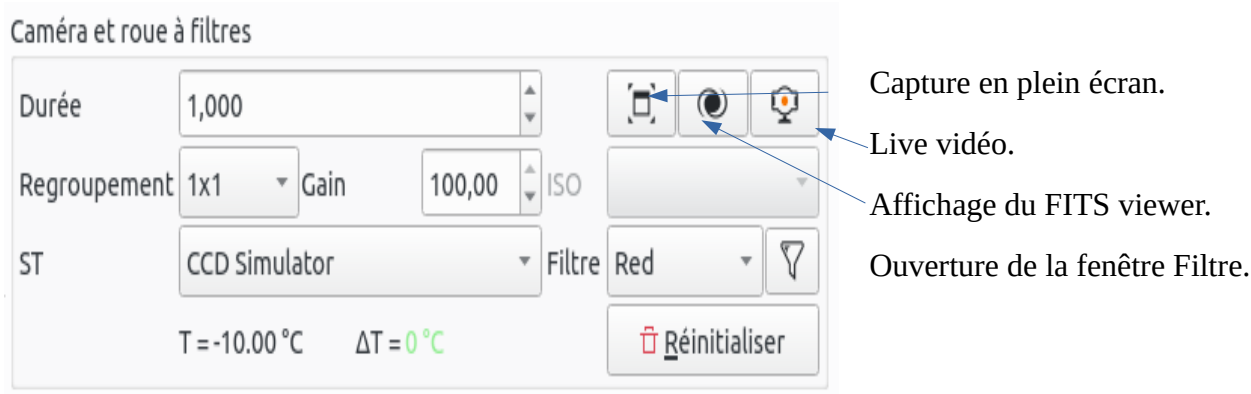 Caméra et roue à filtres
Durée 1,000
Capture en plein écran.
Live vidéo.
Regroupement 1x1 Gain 100,00 ISO
Affichage du FITS viewer.
ST CCD Simulator Filtre Red
Ouverture de la fenêtre Filtre.
T = -10.00 °C ΔT = 0 °C
Réinitialiser